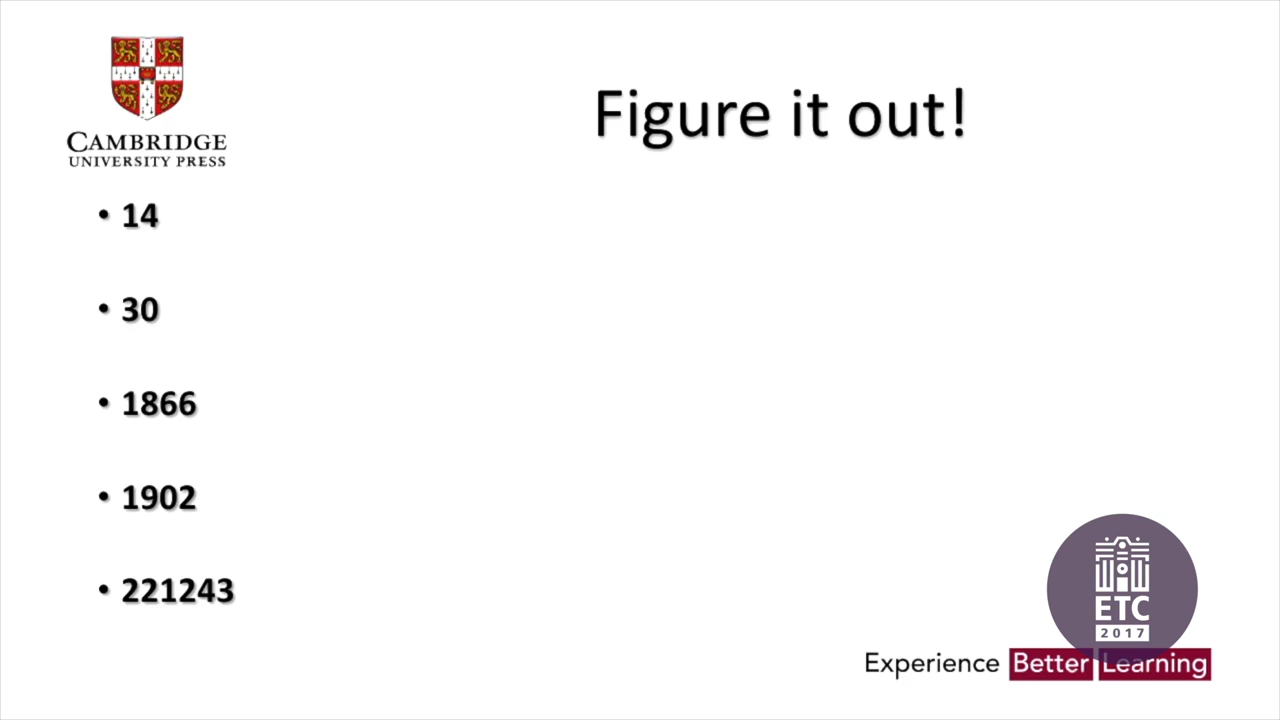 CAMBRIDGE
UNIVERSITY PRESS
Figure it out!
• 14
• 30
• 1866
• 1902
• 221243
ETC
2017
Experience Better Learning